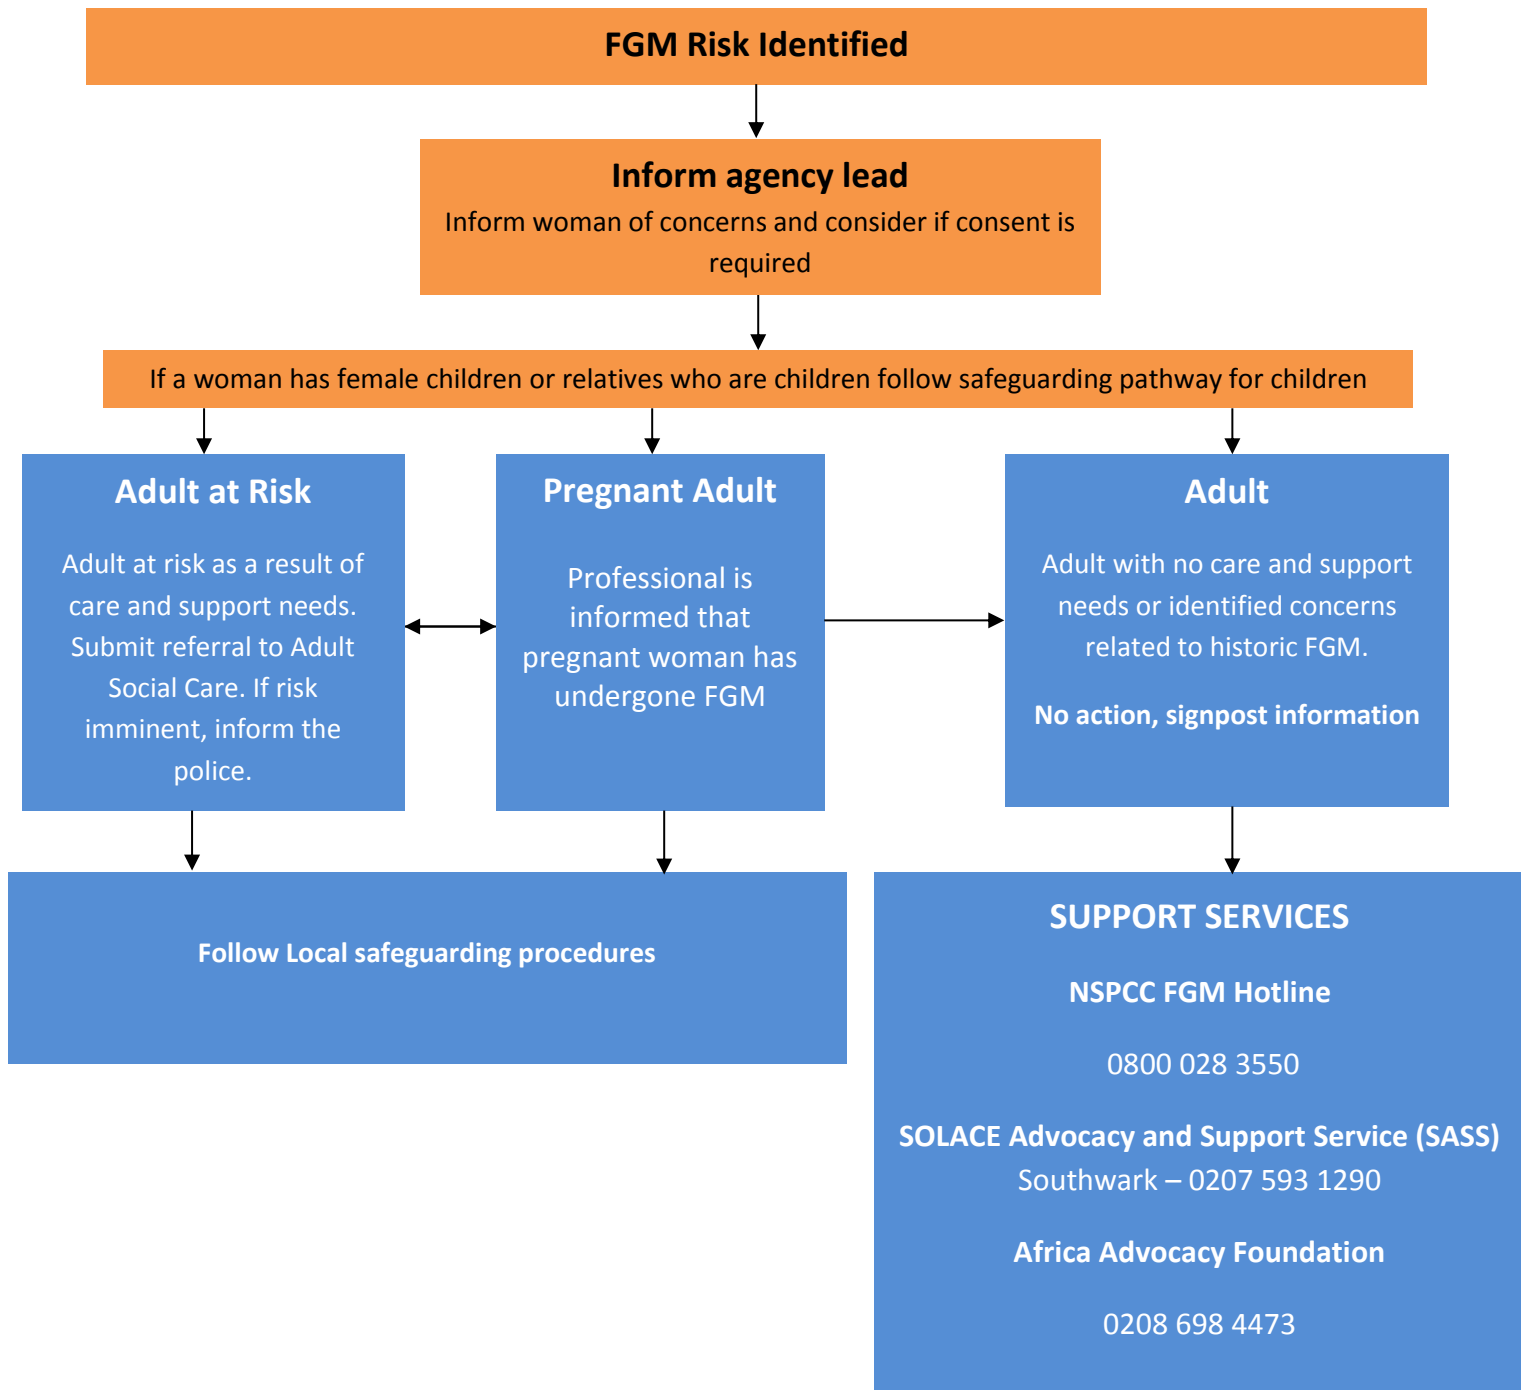 FGM Risk Identified
Inform agency lead
Inform woman of concerns and consider if consent is
required
If a woman has female children or relatives who are children follow safeguarding pathway for children
Adult at Risk
Adult at risk as a result of
care and support needs.
Submit referral to Adult
Social Care. If risk
imminent, inform the
police.
Pregnant Adult
Professional is
informed that
pregnant woman has
undergone FGM
Adult
Adult with no care and support
needs or identified concerns
related to historic FGM.
No action, signpost information
Follow Local safeguarding procedures
SUPPORT SERVICES
NSPCC FGM Hotline
0800 028 3550
SOLACE Advocacy and Support Service (SASS)
Southwark – 0207 593 1290
Africa Advocacy Foundation
0208 698 4473